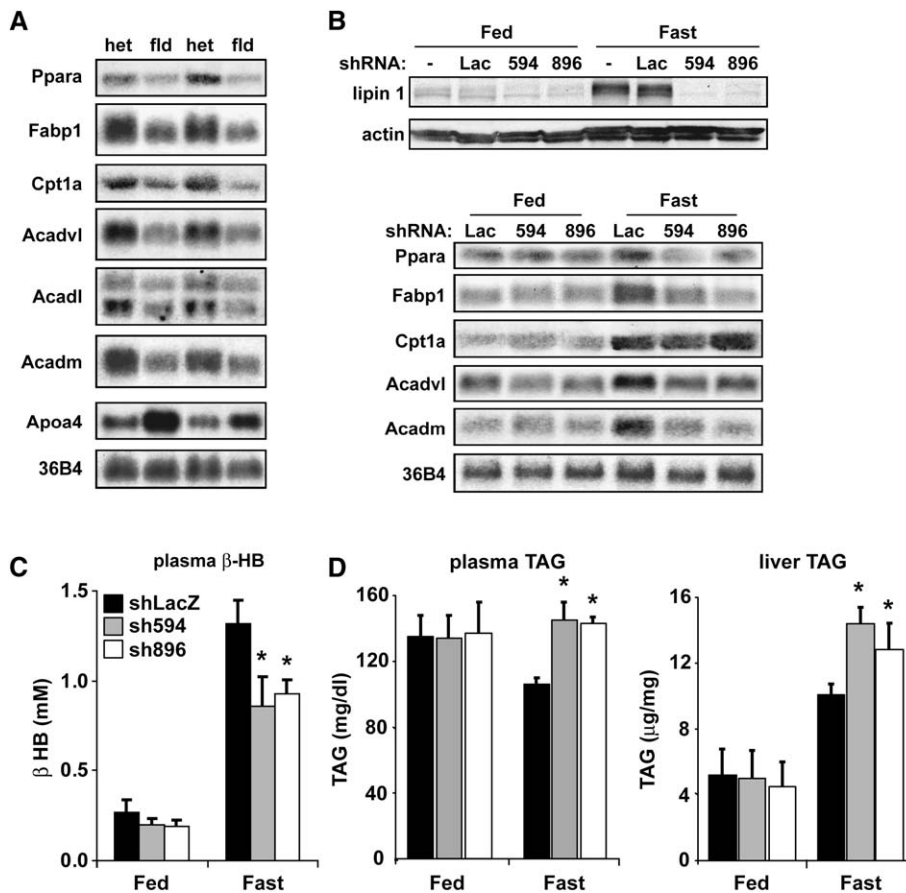 A
het fld het fld
Ppara
Fabp1
Cpt1a
Acadvl
Acadl
Acadm
Apoa4
36B4
B
Fed Fast
shRNA: - Lac 594 896 - Lac 594 896
lipin 1
actin
Fed Fast
shRNA: Lac 594 896 Lac 594 896
Ppara
Fabp1
Cpt1a
Acadvl
Acadm
36B4
C
plasma β-HB
β HB (mM)
1.5
1.0
0.5
0.0
shLacZ
sh594
sh896
* *
Fed Fast
D
plasma TAG
TAG (mg/dl)
160
120
80
40
0
* *
Fed Fast
liver TAG
TAG (μg/mg)
16
12
8
4
0
* *
Fed Fast